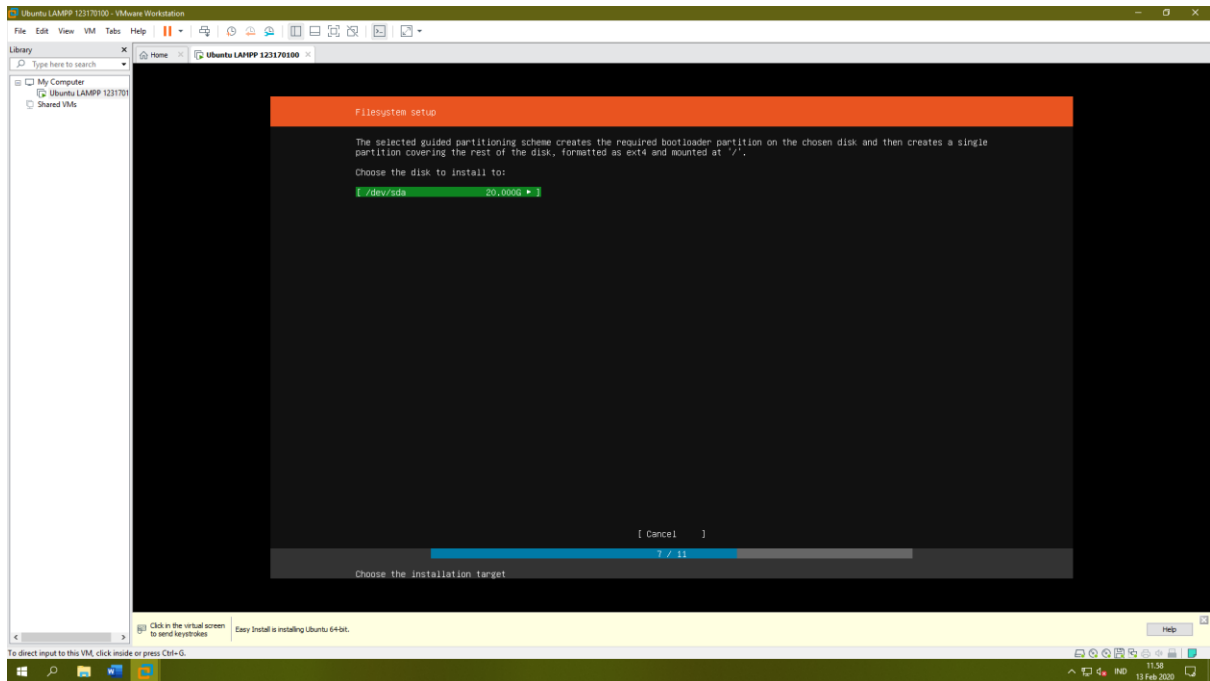 Ubuntu LAMPP 123170100 - VMware Workstation
File Edit View VM Tabs Help
Library
Home
Ubuntu LAMPP 123170100
Type here to search
My Computer
Ubuntu LAMPP 1231701
Shared VMs
Filesystem setup
The selected guided partitioning scheme creates the required bootloader partition on the chosen disk and then creates a single
partition covering the rest of the disk, formatted as ext4 and mounted at '/'.
Choose the disk to install to:
[ /dev/sda 20.000G ▸ ]
[ Cancel ]
7 / 11
Choose the installation target
Click in the virtual screen
to send keystrokes
Easy Install is installing Ubuntu 64-bit.
Help
To direct input to this VM, click inside or press Ctrl+G.
IND
11.58
13 Feb 2020